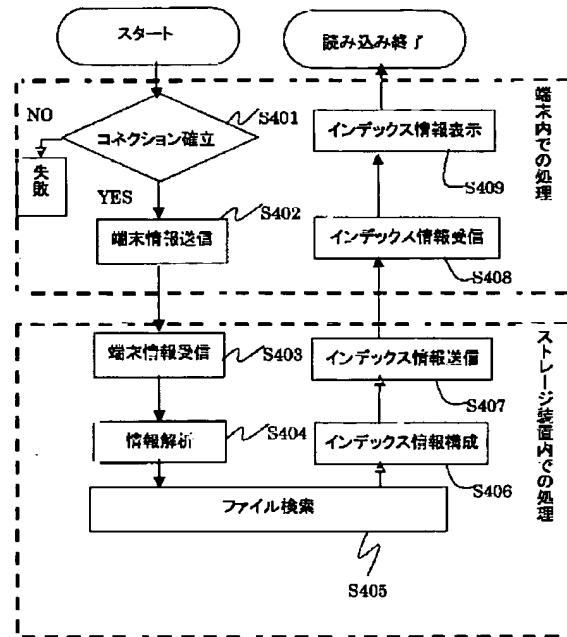 スタート
読み込み終了
NO
コネクション確立
S401
失敗
YES
端末情報送信
S402
インデックス情報表示
S409
インデックス情報受信
S408
端末内での処理
端末情報受信
S403
情報解析
S404
ファイル検索
S405
インデックス情報構成
S406
インデックス情報送信
S407
ストレージ装置内での処理